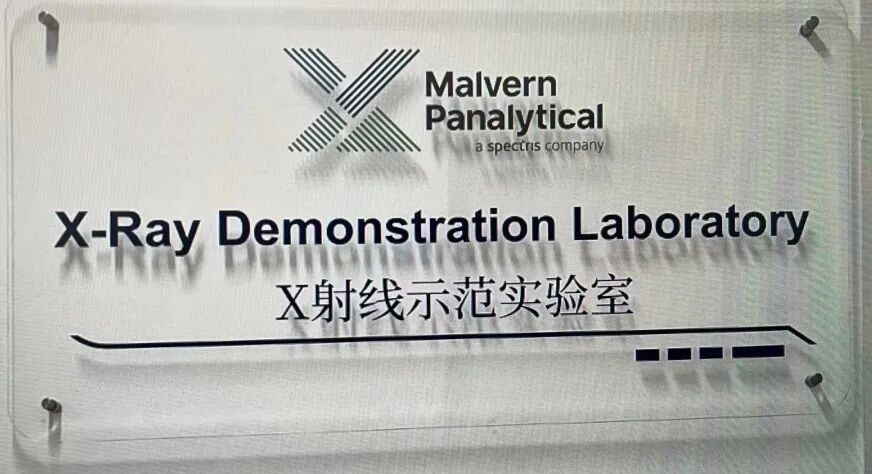 Malvern
Panalytical
a spectris company
X-Ray Demonstration Laboratory
X射线示范实验室